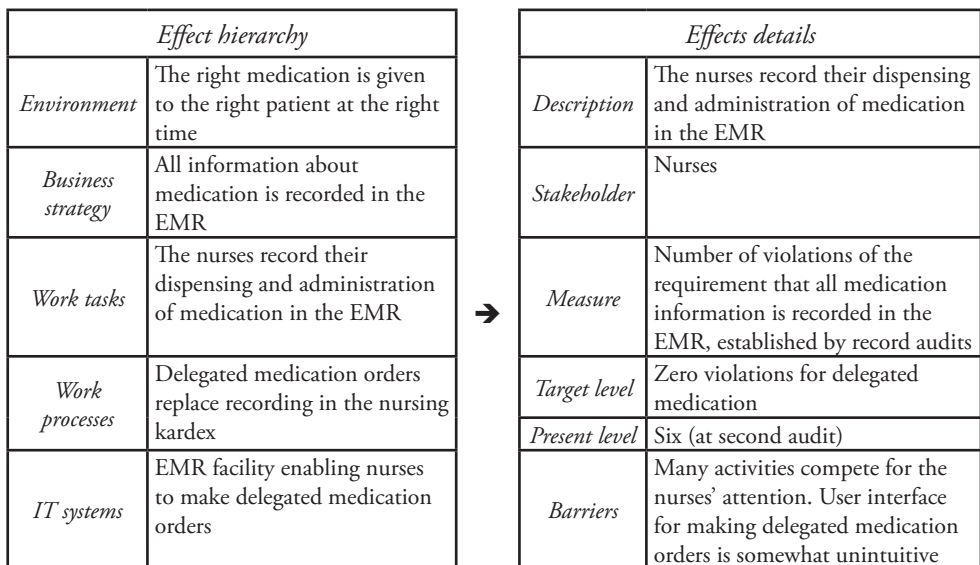 Effect hierarchy
Environment
The right medication is given
to the right patient at the right
time
Business
strategy
All information about
medication is recorded in the
EMR
Work tasks
The nurses record their
dispensing and administration
of medication in the EMR
Work
processes
Delegated medication orders
replace recording in the nursing
kardex
IT systems
EMR facility enabling nurses
to make delegated medication
orders
➔
Effects details
Description
The nurses record their dispensing
and administration of medication
in the EMR
Stakeholder
Nurses
Measure
Number of violations of the
requirement that all medication
information is recorded in the
EMR, established by record audits
Target level
Zero violations for delegated
medication
Present level
Six (at second audit)
Barriers
Many activities compete for the
nurses’ attention. User interface
for making delegated medication
orders is somewhat unintuitive